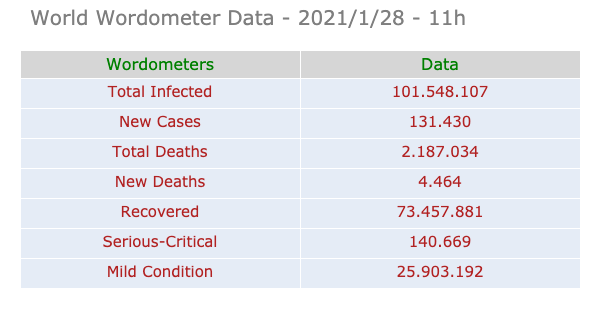 World Wordometer Data - 2021/1/28 - 11h
Wordometers Data
Total Infected 101.548.107
New Cases 131.430
Total Deaths 2.187.034
New Deaths 4.464
Recovered 73.457.881
Serious-Critical 140.669
Mild Condition 25.903.192